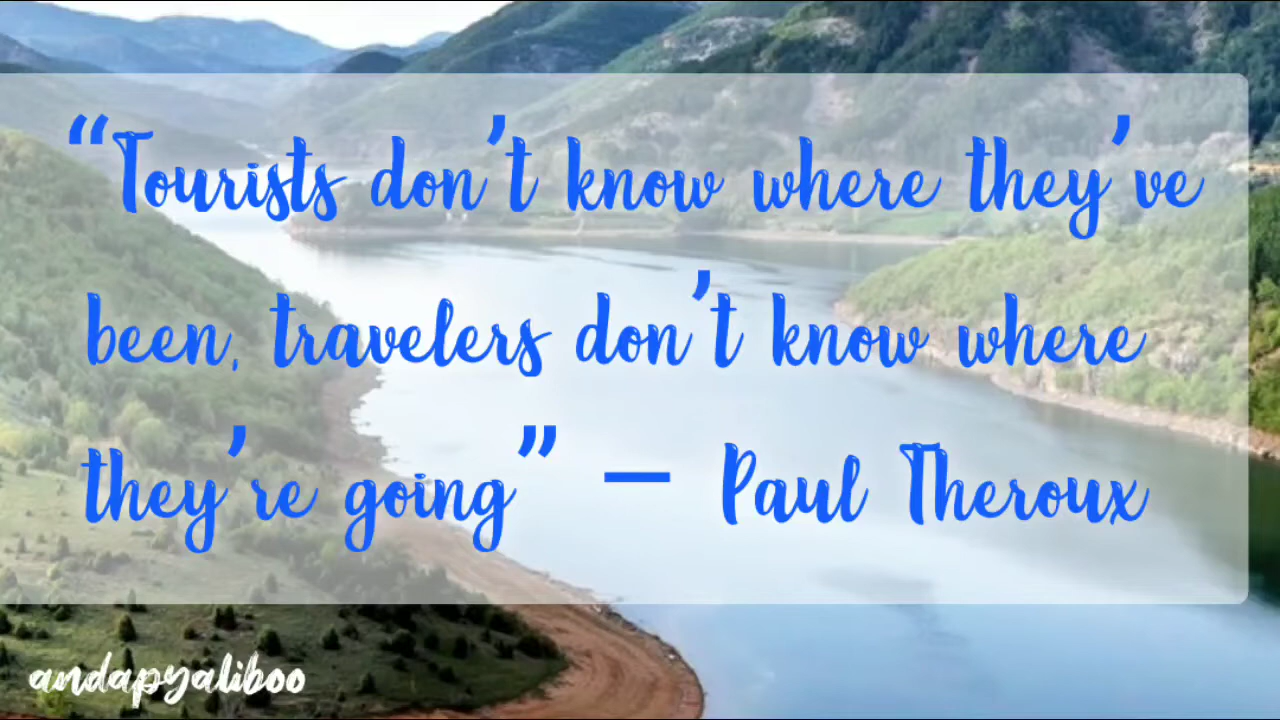 “Tourists don’t know where they’ve
been, travelers don’t know where
they’re going” – Paul Theroux
andapyaliboo